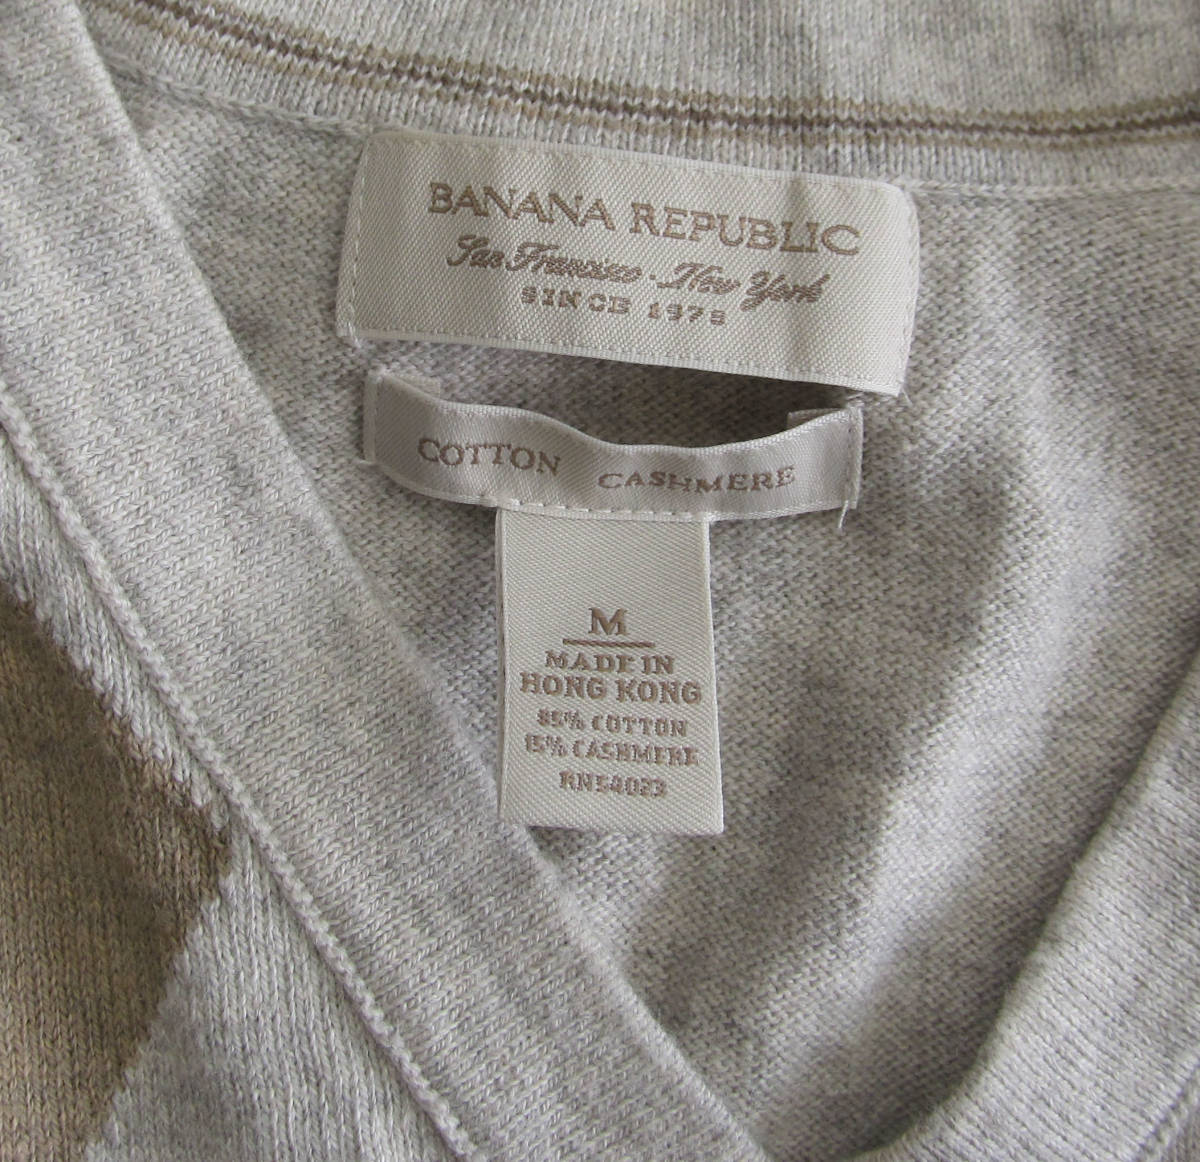 BANANA REPUBLIC
San Francisco · New York
SINCE 1978
COTTON CASHMERE
M
MADE IN
HONG KONG
85% COTTON
15% CASHMERE
RN54023